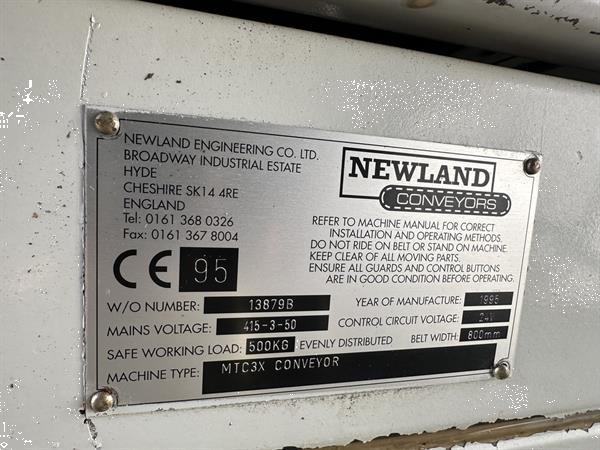 NEWLAND ENGINEERING CO. LTD.
BROADWAY INDUSTRIAL ESTATE
HYDE
CHESHIRE SK14 4RE
ENGLAND
Tel: 0161 368 0326
Fax: 0161 367 8004
CE 95
NEWLAND
CONVEYORS
REFER TO MACHINE MANUAL FOR CORRECT
INSTALLATION AND OPERATING METHODS.
DO NOT RIDE ON BELT OR STAND ON MACHINE.
KEEP CLEAR OF ALL MOVING PARTS.
ENSURE ALL GUARDS AND CONTROL BUTTONS
ARE IN GOOD CONDITION BEFORE OPERATING.
W/O NUMBER: 13879B YEAR OF MANUFACTURE: 1995
MAINS VOLTAGE: 415-3-50 CONTROL CIRCUIT VOLTAGE: 24V
SAFE WORKING LOAD: 500KG EVENLY DISTRIBUTED BELT WIDTH: 800mm
MACHINE TYPE: MTC3X CONVEYOR